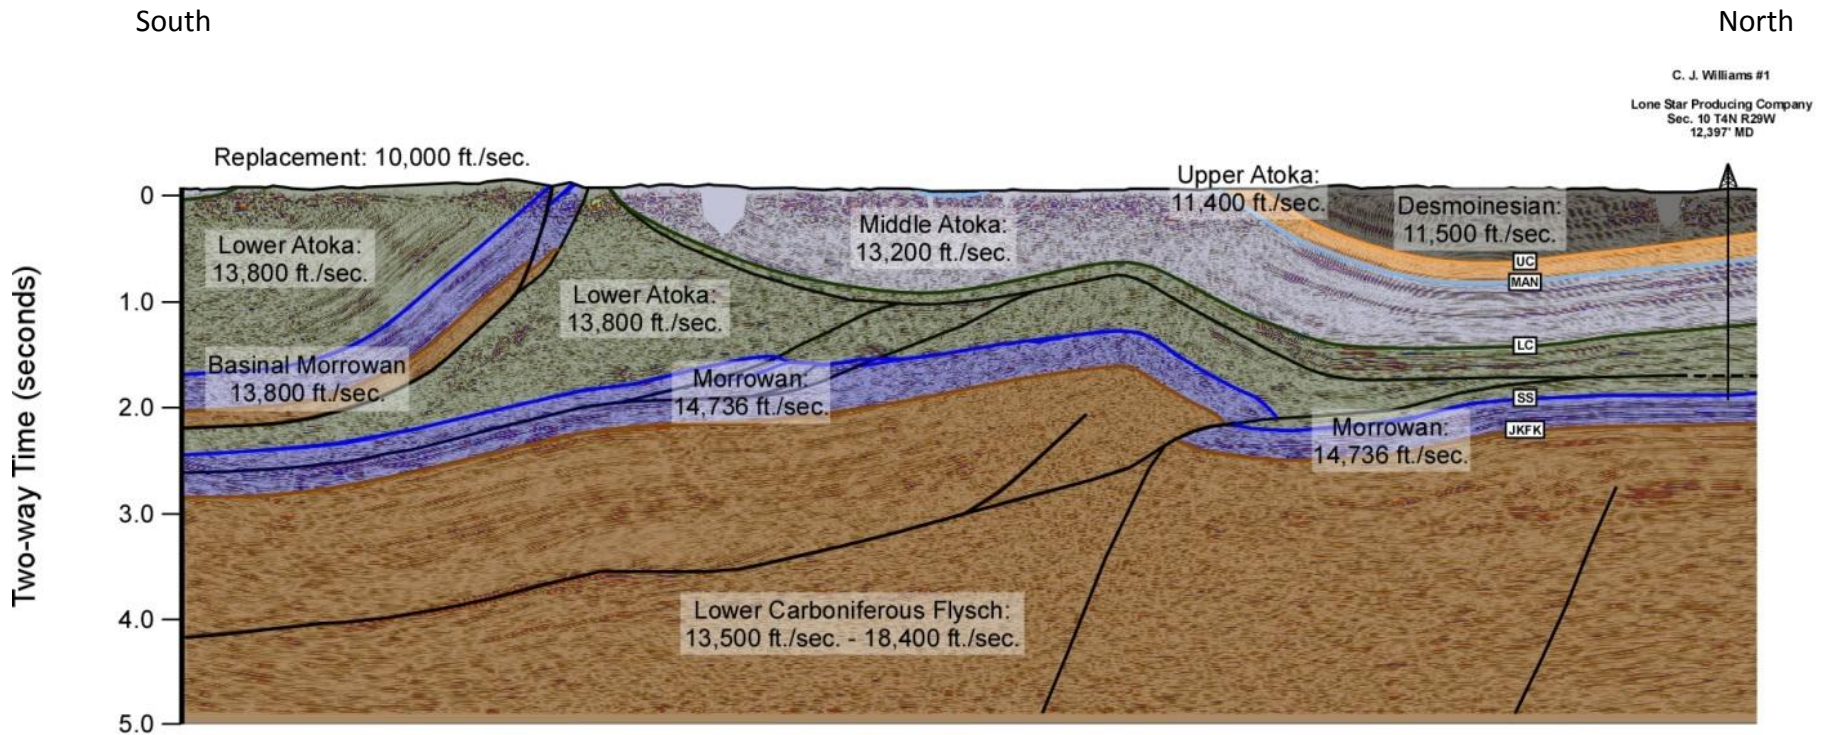 South
North
C. J. Williams #1
Lone Star Producing Company
Sec. 10 T4N R29W
12,397' MD
Replacement: 10,000 ft./sec.
Upper Atoka:
11,400 ft./sec.
Desmoinesian:
11,500 ft./sec.
Middle Atoka:
13,200 ft./sec.
Lower Atoka:
13,800 ft./sec.
Lower Atoka:
13,800 ft./sec.
UC
MAN
LC
SS
JKFK
Basinal Morrowan
13,800 ft./sec.
Morrowan:
14,736 ft./sec.
Morrowan:
14,736 ft./sec.
Lower Carboniferous Flysch:
13,500 ft./sec. - 18,400 ft./sec.
Two-way Time (seconds)
0
1.0
2.0
3.0
4.0
5.0